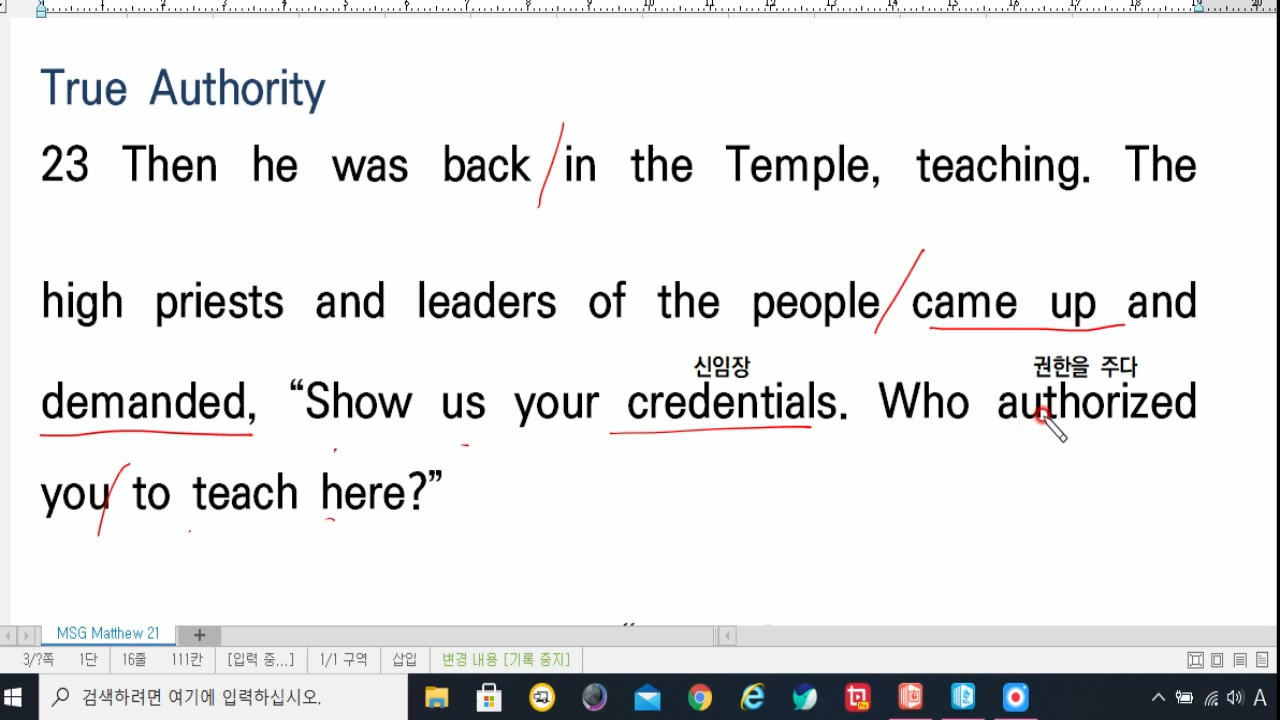 True Authority
23 Then he was back in the Temple, teaching. The
high priests and leaders of the people came up and
신임장 권한을 주다
demanded, “Show us your credentials. Who authorized
you to teach here?”
MSG Matthew 21
3/?쪽 1단 16줄 111칸 [입력 중...] 1/1 구역 삽입 변경 내용 [기록 중지]
검색하려면 여기에 입력하십시오. A